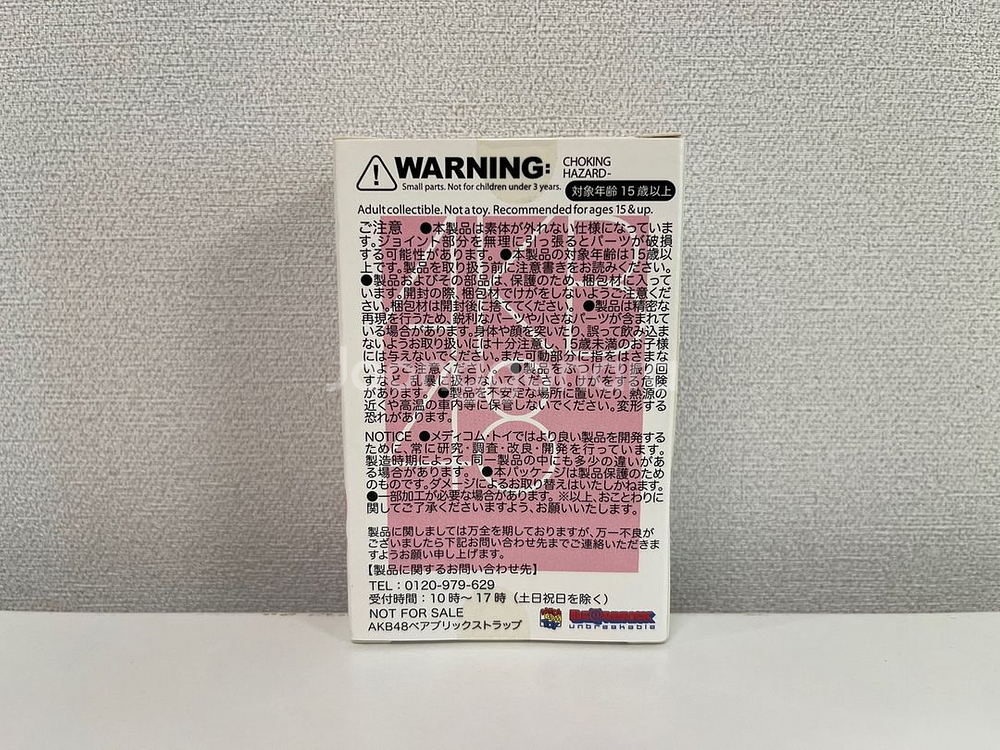 WARNING: CHOKING HAZARD-
Small parts. Not for children under 3 years.
対象年齢15歳以上
Adult collectible. Not a toy. Recommended for ages 15 & up.
ご注意 ●本製品は素体が外れない仕様になっていま
す。ジョイント部分を無理に引っ張るとパーツが破損
する可能性があります。●本製品の対象年齢は15歳以
上です。製品を取り扱う前に注意書きをお読みください。
●製品およびその部品は、保護のため、梱包材に入って
います。開封の際、梱包材でけがをしないようご注意くだ
さい。梱包材は開封後に捨ててください。●製品は精密な
再現を行うため、鋭利なパーツや小さなパーツが含まれて
いる場合があります。身体や顔を突いたり、誤って飲み込ま
ないようお取り扱いには十分注意し、15歳未満のお子様
には与えないでください。また可動部分に指をはさまな
いようご注意ください。●製品をぶつけたり振り回
すなど、乱暴に扱わないでください。けがをする危険
があります。●製品を不安定な場所に置いたり、熱源の
近くや高温の車内等に保管しないでください。変形する
恐れがあります。
NOTICE ●メディコム・トイではより良い製品を開発する
ために、常に研究・調査・改良・開発を行っています。
製造時期によって、同一製品の中にも多少の違いがあ
る場合があります。●本パッケージは製品保護のため
のものです。ダメージによるお取り替えはいたしかねます。
●一部加工が必要な場合があります。※以上、おことわりに
関してご了承くださいますよう、お願いいたします。
製品に関しましては万全を期しておりますが、万一不良が
ございましたら下記お問い合わせ先までご連絡いただきま
すようお願い申し上げます。
【製品に関するお問い合わせ先】
TEL：0120-979-629
受付時間：10時～17時（土日祝日を除く）
NOT FOR SALE
AKB48ベアブリックストラップ
BE@RBRICK
unbreakable
AKB
48